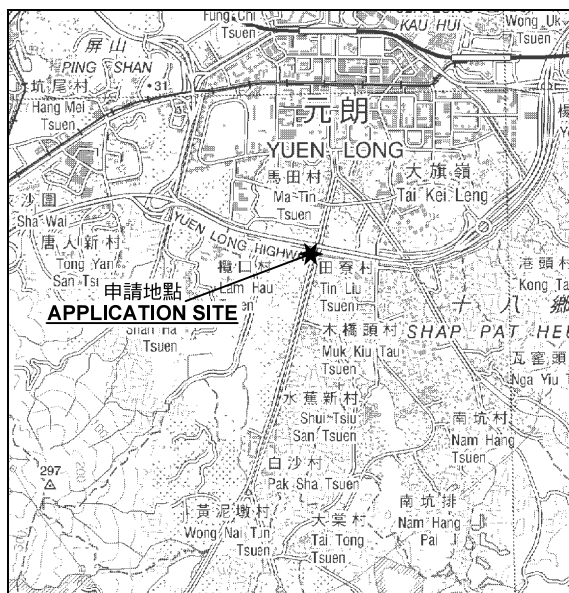 Fung Chi
Tsuen
KAU HUI
Wong Uk
Tsuen
屏山
PING SHAN
坑尾村
Hang Mei
Tsuen
31
元朗
YUEN LONG
馬田村
Ma Tin
Tsuen
大旗嶺
Tai Kei Leng
沙圍
Sha Wai
唐人新村
Tong Yan
San Tsuen
YUEN LONG HIGHWAY
欖口村
Lam Hau
田寮村
Tin Liu
Tsuen
港頭村
Kong Ta
申請地點
APPLICATION SITE
Shan Ha
Tsuen
木橋頭村
Muk Kiu Tau
Tsuen
十八鄉
SHAP PAT HEU
瓦窰頭
Nga Yiu T
水蕉新村
Shui Tsiu
San Tsuen
南坑村
Nam Hang
Tsuen
297
白沙村
Pak Sha Tsuen
黃泥墩村
Wong Nai Tun
Tsuen
大棠村
Tai Tong
Tsuen
南坑排
Nam Hang
Pai